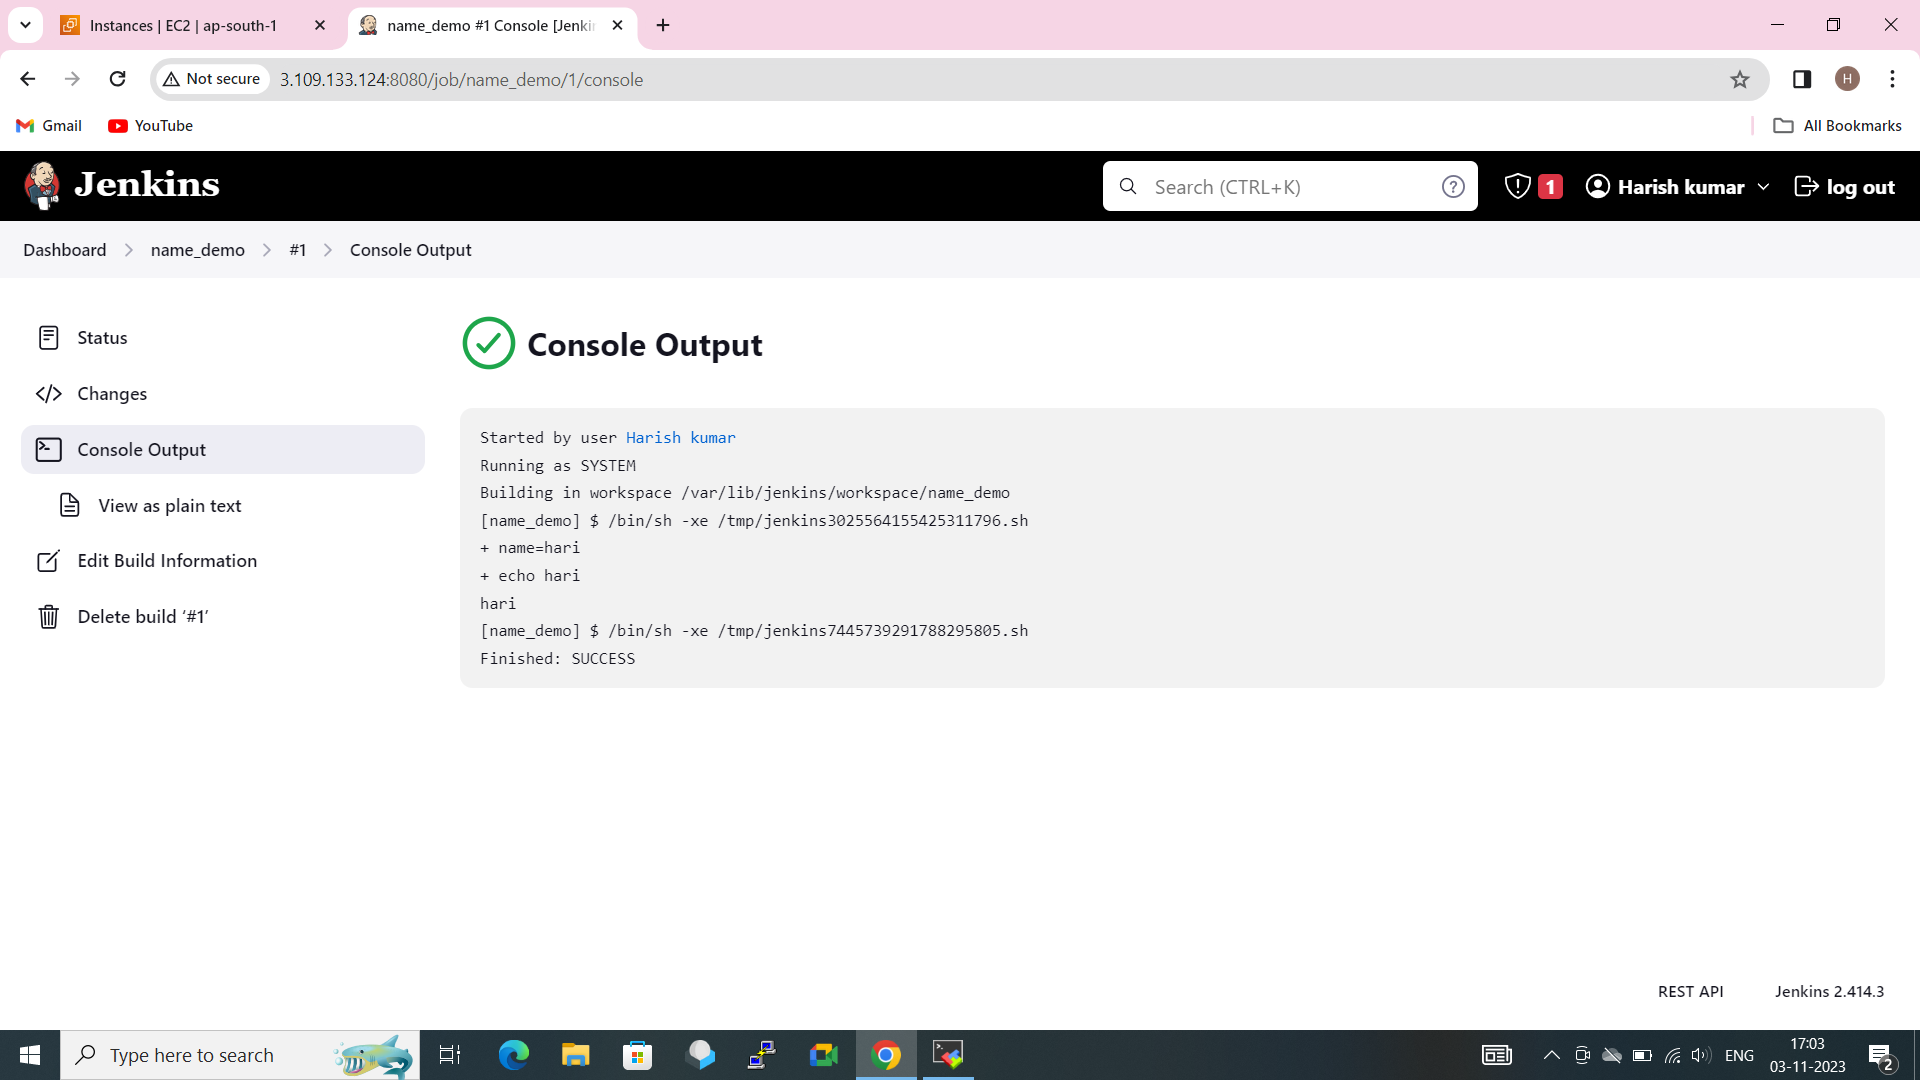 Instances | EC2 | ap-south-1
name_demo #1 Console [Jenki
Not secure
3.109.133.124:8080/job/name_demo/1/console
H
Gmail
YouTube
All Bookmarks
Jenkins
Search (CTRL+K)
?
1
Harish kumar
log out
Dashboard
name_demo
#1
Console Output
Status
Changes
Console Output
View as plain text
Edit Build Information
Delete build ‘#1’
Console Output
Started by user Harish kumar
Running as SYSTEM
Building in workspace /var/lib/jenkins/workspace/name_demo
[name_demo] $ /bin/sh -xe /tmp/jenkins3025564155425311796.sh
+ name=hari
+ echo hari
hari
[name_demo] $ /bin/sh -xe /tmp/jenkins7445739291788295805.sh
Finished: SUCCESS
REST API
Jenkins 2.414.3
Type here to search
ENG
17:03
03-11-2023
2